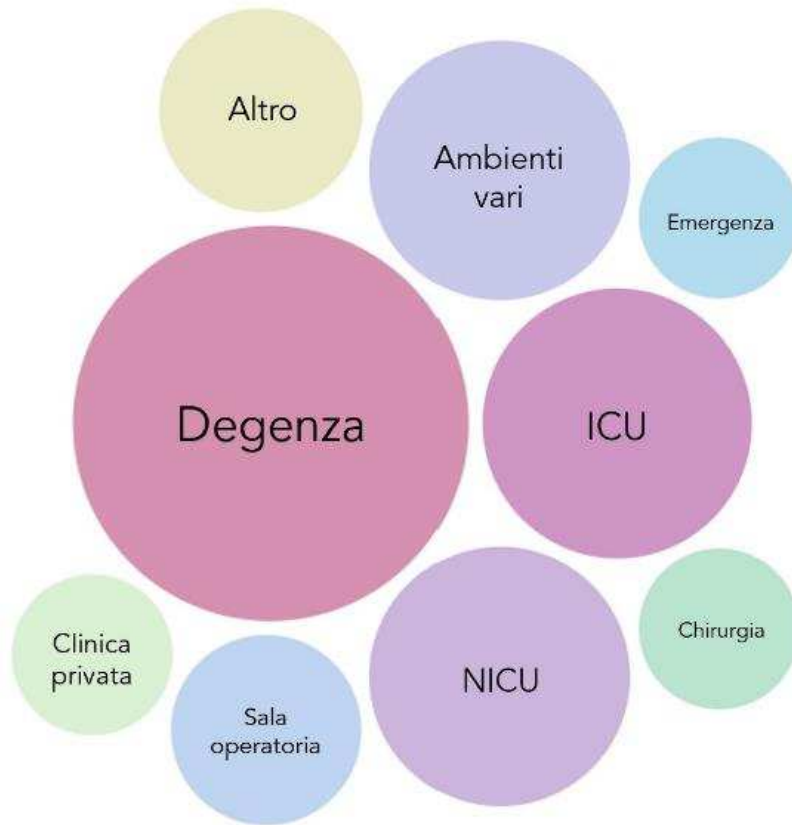 Altro
Ambienti
vari
Emergenza
Degenza
ICU
Clinica
privata
Sala
operatoria
NICU
Chirurgia